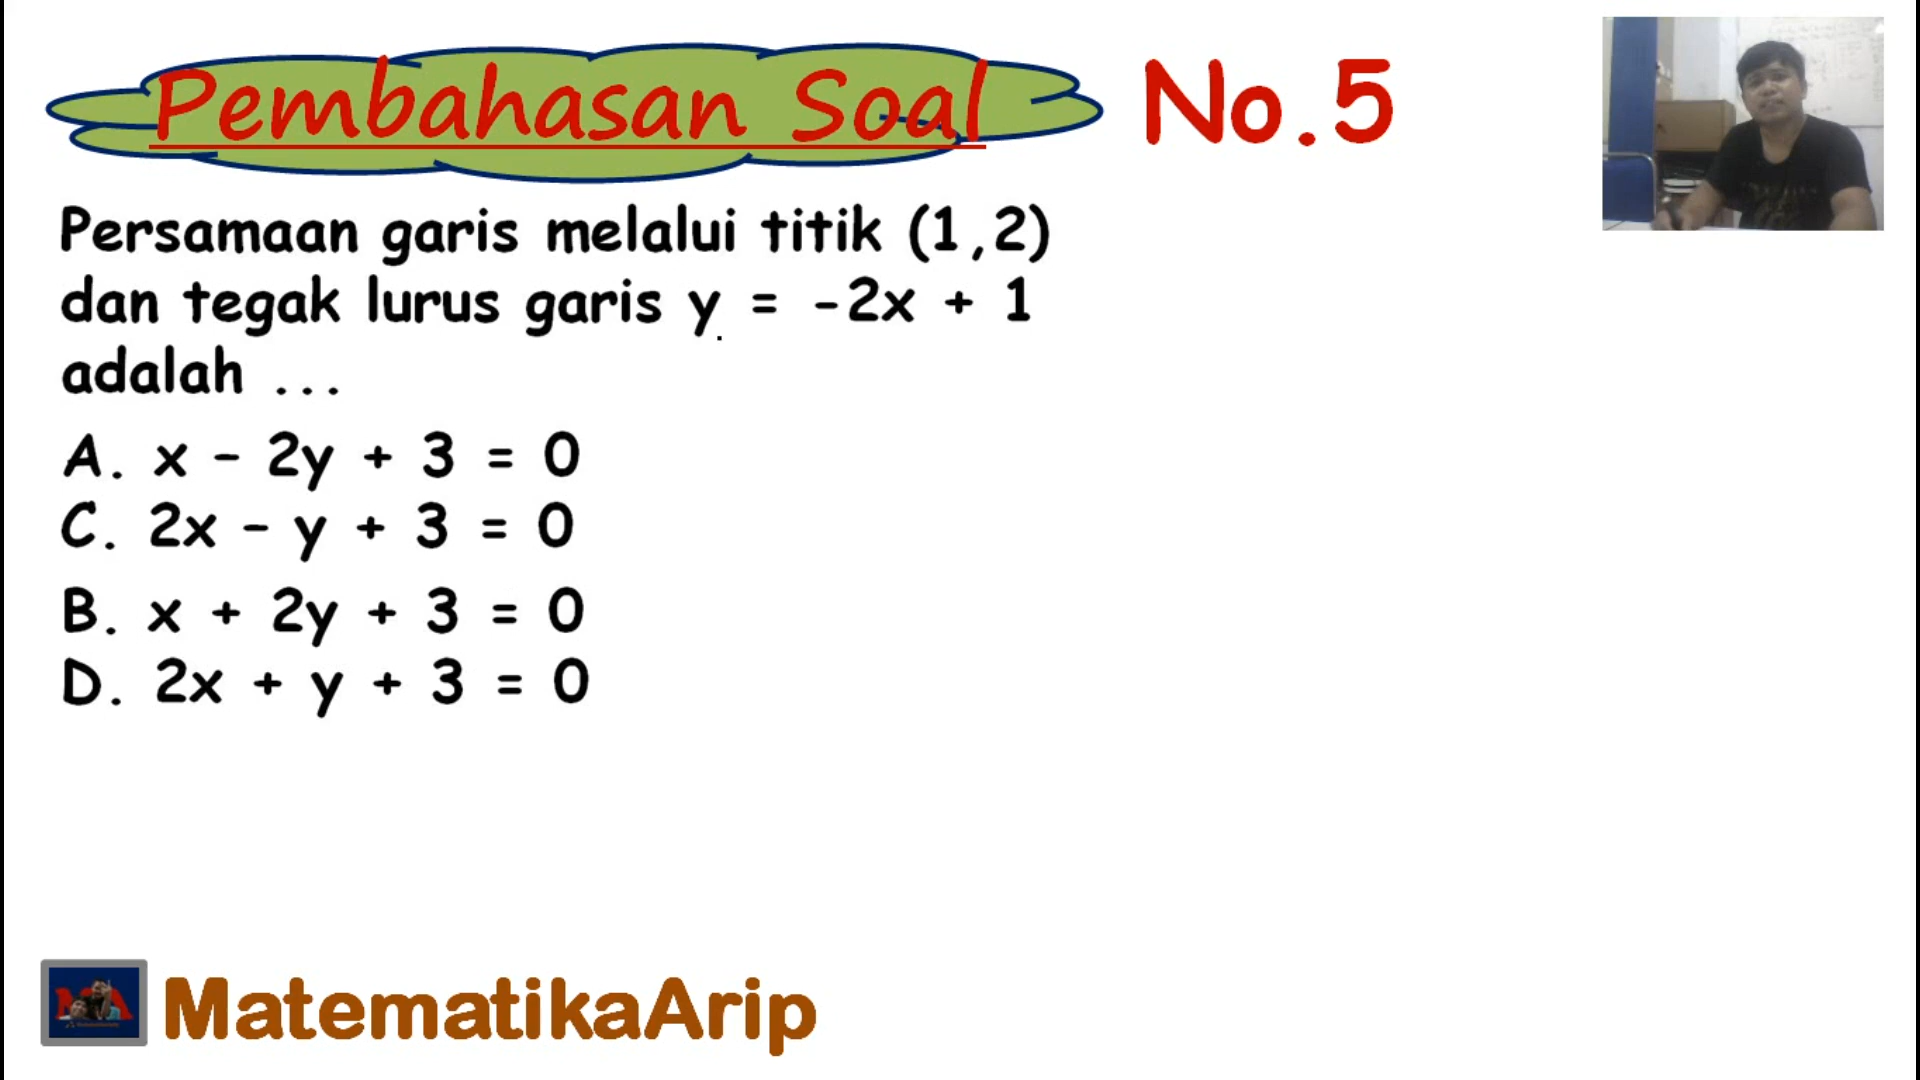 Pembahasan Soal No.5
Persamaan garis melalui titik (1,2)
dan tegak lurus garis y = -2x + 1
adalah ...
A. x - 2y + 3 = 0
C. 2x - y + 3 = 0
B. x + 2y + 3 = 0
D. 2x + y + 3 = 0
MatematikaArip